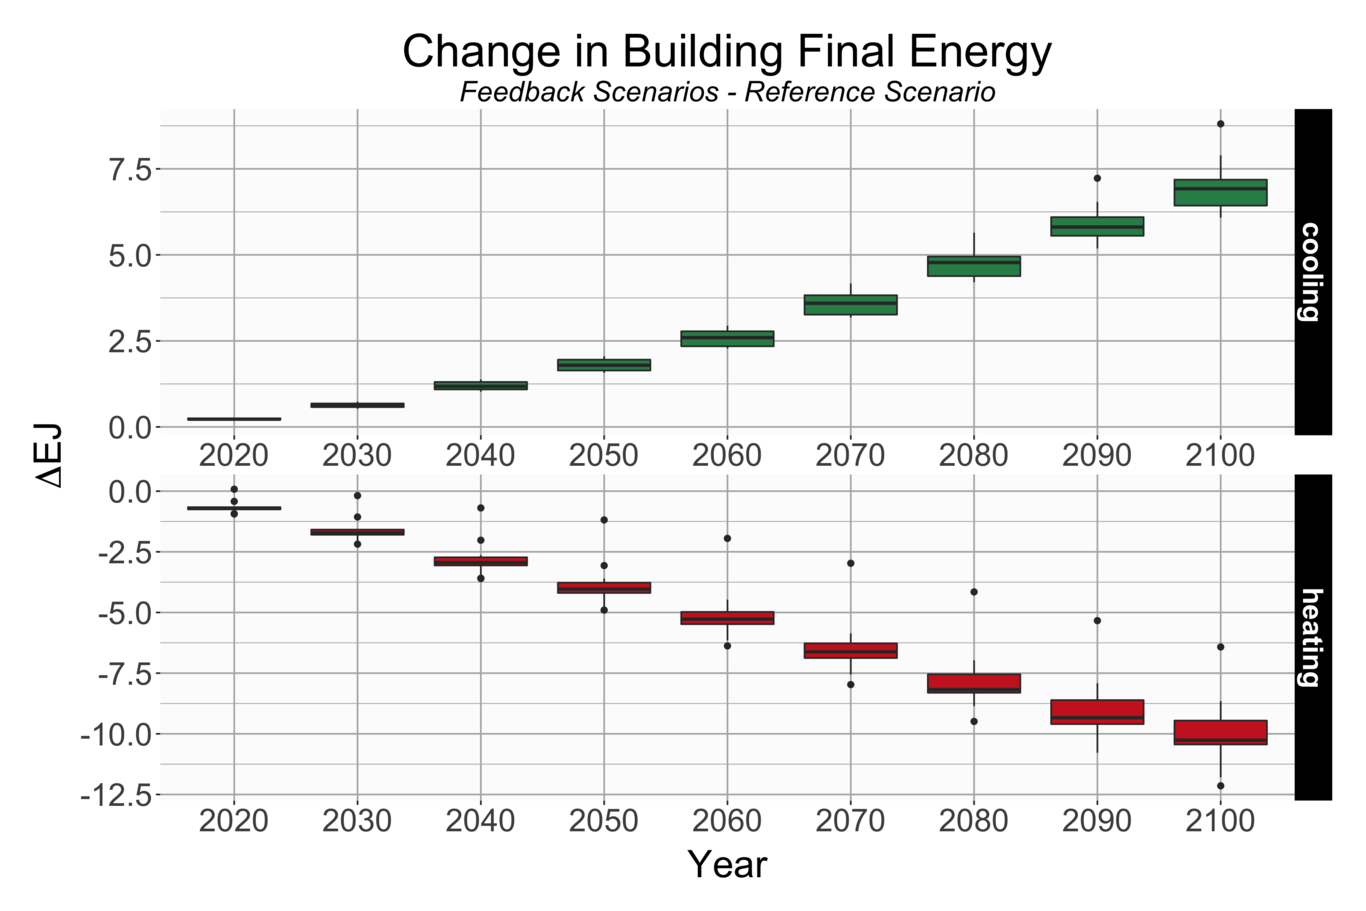 Change in Building Final Energy
Feedback Scenarios - Reference Scenario
ΔEJ
7.5
5.0
2.5
0.0
cooling
2020 2030 2040 2050 2060 2070 2080 2090 2100
0.0
-2.5
-5.0
-7.5
-10.0
-12.5
heating
2020 2030 2040 2050 2060 2070 2080 2090 2100
Year